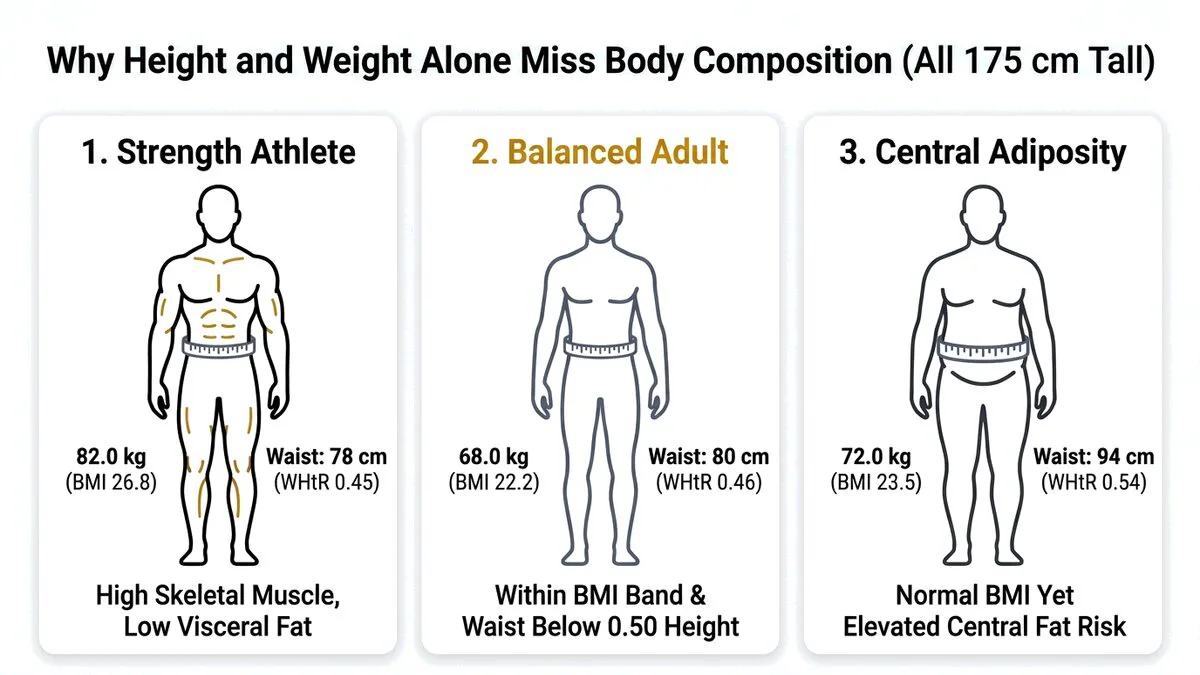 Why Height and Weight Alone Miss Body Composition (All 175 cm Tall)
1. Strength Athlete
82.0 kg
(BMI 26.8)
Waist: 78 cm
(WHtR 0.45)
High Skeletal Muscle,
Low Visceral Fat
2. Balanced Adult
68.0 kg
(BMI 22.2)
Waist: 80 cm
(WHtR 0.46)
Within BMI Band &
Waist Below 0.50 Height
3. Central Adiposity
72.0 kg
(BMI 23.5)
Waist: 94 cm
(WHtR 0.54)
Normal BMI Yet
Elevated Central Fat Risk